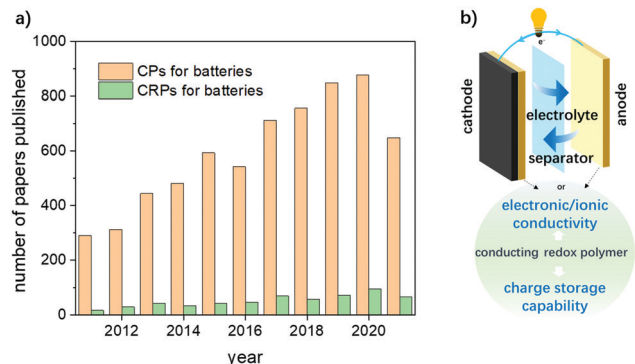 a)
number of papers published
1000
800
600
400
200
0
CPs for batteries
CRPs for batteries
2012
2014
2016
2018
2020
year
b)
e⁻
cathode
anode
electrolyte
separator
or
electronic/ionic
conductivity
conducting redox polymer
charge storage
capability